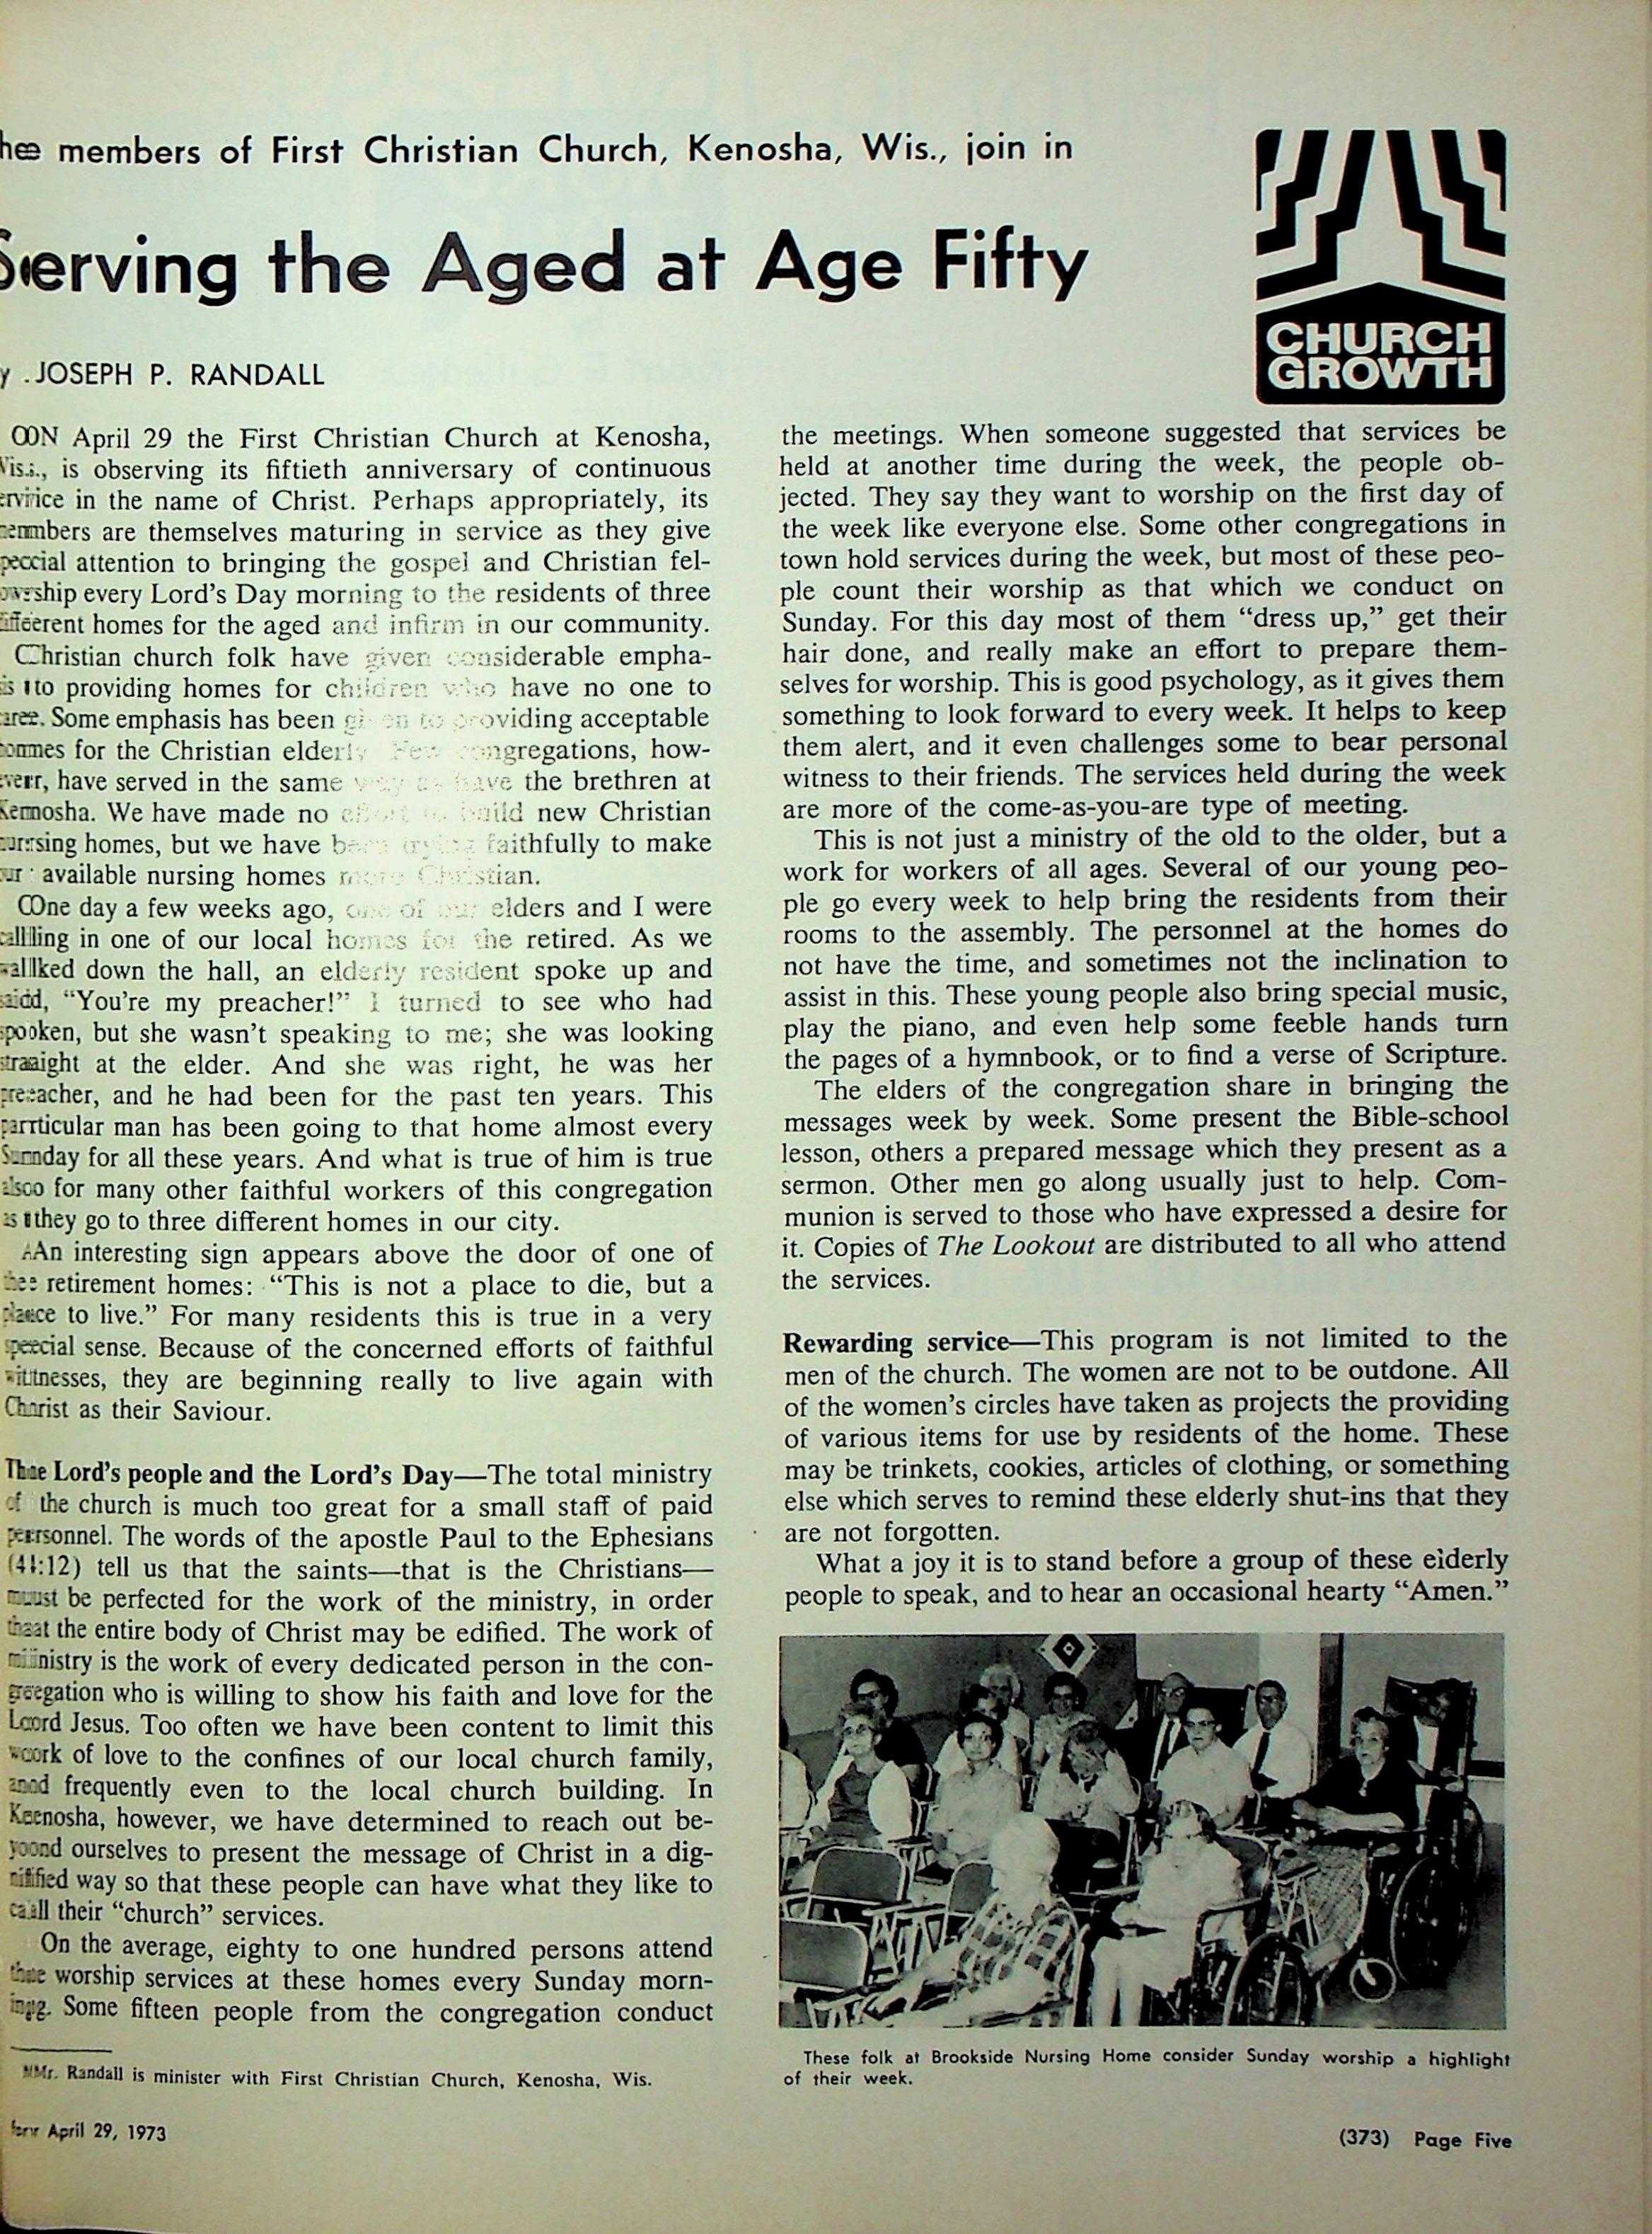 The members of First Christian Church, Kenosha, Wis., join in
Serving the Aged at Age Fifty
CHURCH
GROWTH
By JOSEPH P. RANDALL
ON April 29 the First Christian Church at Kenosha,
Wis., is observing its fiftieth anniversary of continuous
service in the name of Christ. Perhaps appropriately, its
members are themselves maturing in service as they give
special attention to bringing the gospel and Christian fel-
lowship every Lord's Day morning to the residents of three
different homes for the aged and infirm in our community.
Christian church folk have given considerable empha-
sis to providing homes for children who have no one to
care. Some emphasis has been given to providing acceptable
homes for the Christian elderly. Few congregations, how-
ever, have served in the same way as have the brethren at
Kenosha. We have made no effort to build new Christian
nursing homes, but we have been trying faithfully to make
our available nursing homes more Christian.
One day a few weeks ago, one of our elders and I were
calling in one of our local homes for the retired. As we
walked down the hall, an elderly resident spoke up and
said, "You're my preacher!" I turned to see who had
spoken, but she wasn't speaking to me; she was looking
straight at the elder. And she was right, he was her
preacher, and he had been for the past ten years. This
particular man has been going to that home almost every
Sunday for all these years. And what is true of him is true
also for many other faithful workers of this congregation
as they go to three different homes in our city.
An interesting sign appears above the door of one of
the retirement homes: "This is not a place to die, but a
place to live." For many residents this is true in a very
special sense. Because of the concerned efforts of faithful
witnesses, they are beginning really to live again with
Christ as their Saviour.
The Lord's people and the Lord's Day—The total ministry
of the church is much too great for a small staff of paid
personnel. The words of the apostle Paul to the Ephesians
(4:12) tell us that the saints—that is the Christians—
must be perfected for the work of the ministry, in order
that the entire body of Christ may be edified. The work of
ministry is the work of every dedicated person in the con-
gregation who is willing to show his faith and love for the
Lord Jesus. Too often we have been content to limit this
work of love to the confines of our local church family,
and frequently even to the local church building. In
Kenosha, however, we have determined to reach out be-
yond ourselves to present the message of Christ in a dig-
nified way so that these people can have what they like to
call their "church" services.
On the average, eighty to one hundred persons attend
the worship services at these homes every Sunday morn-
ing. Some fifteen people from the congregation conduct
Mr. Randall is minister with First Christian Church, Kenosha, Wis.
the meetings. When someone suggested that services be
held at another time during the week, the people ob-
jected. They say they want to worship on the first day of
the week like everyone else. Some other congregations in
town hold services during the week, but most of these peo-
ple count their worship as that which we conduct on
Sunday. For this day most of them "dress up," get their
hair done, and really make an effort to prepare them-
selves for worship. This is good psychology, as it gives them
something to look forward to every week. It helps to keep
them alert, and it even challenges some to bear personal
witness to their friends. The services held during the week
are more of the come-as-you-are type of meeting.
This is not just a ministry of the old to the older, but a
work for workers of all ages. Several of our young peo-
ple go every week to help bring the residents from their
rooms to the assembly. The personnel at the homes do
not have the time, and sometimes not the inclination to
assist in this. These young people also bring special music,
play the piano, and even help some feeble hands turn
the pages of a hymnbook, or to find a verse of Scripture.
The elders of the congregation share in bringing the
messages week by week. Some present the Bible-school
lesson, others a prepared message which they present as a
sermon. Other men go along usually just to help. Com-
munion is served to those who have expressed a desire for
it. Copies of The Lookout are distributed to all who attend
the services.
Rewarding service—This program is not limited to the
men of the church. The women are not to be outdone. All
of the women's circles have taken as projects the providing
of various items for use by residents of the home. These
may be trinkets, cookies, articles of clothing, or something
else which serves to remind these elderly shut-ins that they
are not forgotten.
What a joy it is to stand before a group of these elderly
people to speak, and to hear an occasional hearty "Amen."
These folk at Brookside Nursing Home consider Sunday worship a highlight
of their week.
for April 29, 1973
(373) Page Five